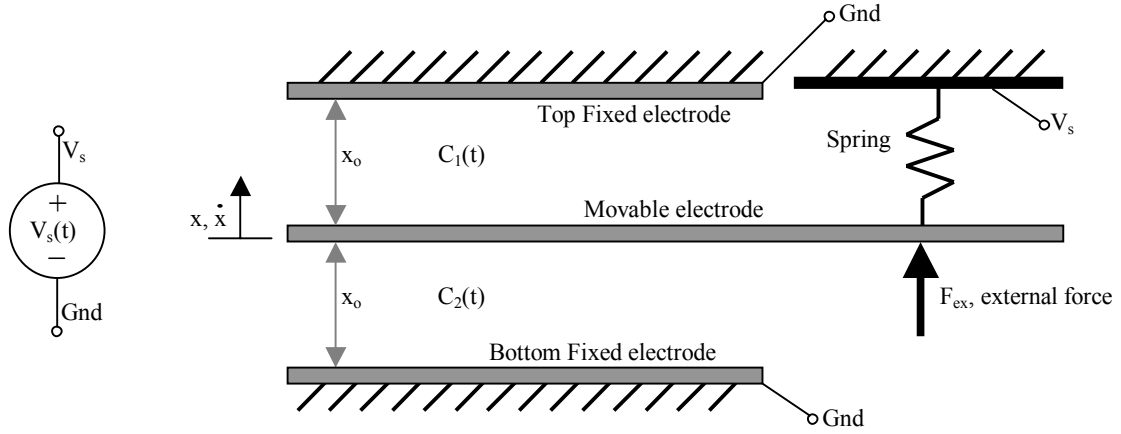 Gnd
Top Fixed electrode
V_s
x_o
C_1(t)
Spring
V_s
+
V_s(t)
–
Gnd
x, ẋ
Movable electrode
x_o
C_2(t)
F_ex, external force
Bottom Fixed electrode
Gnd